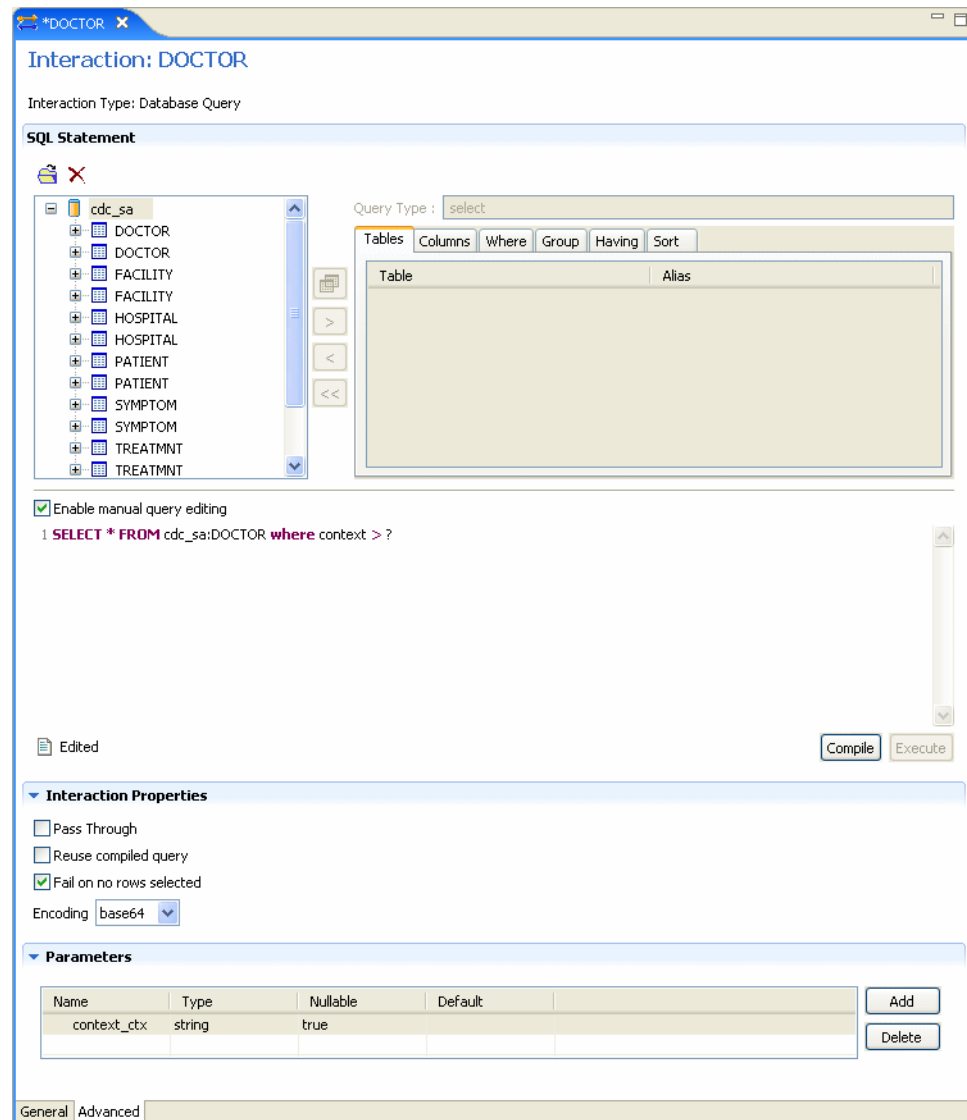 *DOCTOR
Interaction: DOCTOR
Interaction Type: Database Query
SQL Statement
cdc_sa
DOCTOR
DOCTOR
FACILITY
FACILITY
HOSPITAL
HOSPITAL
PATIENT
PATIENT
SYMPTOM
SYMPTOM
TREATMNT
TREATMNT
>
<
<<
Query Type : select
Tables Columns Where Group Having Sort
Table Alias
Enable manual query editing
1 SELECT * FROM cdc_sa:DOCTOR where context > ?
Edited
Compile Execute
Interaction Properties
Pass Through
Reuse compiled query
Fail on no rows selected
Encoding base64
Parameters
Name Type Nullable Default
context_ctx string true
Add
Delete
General Advanced